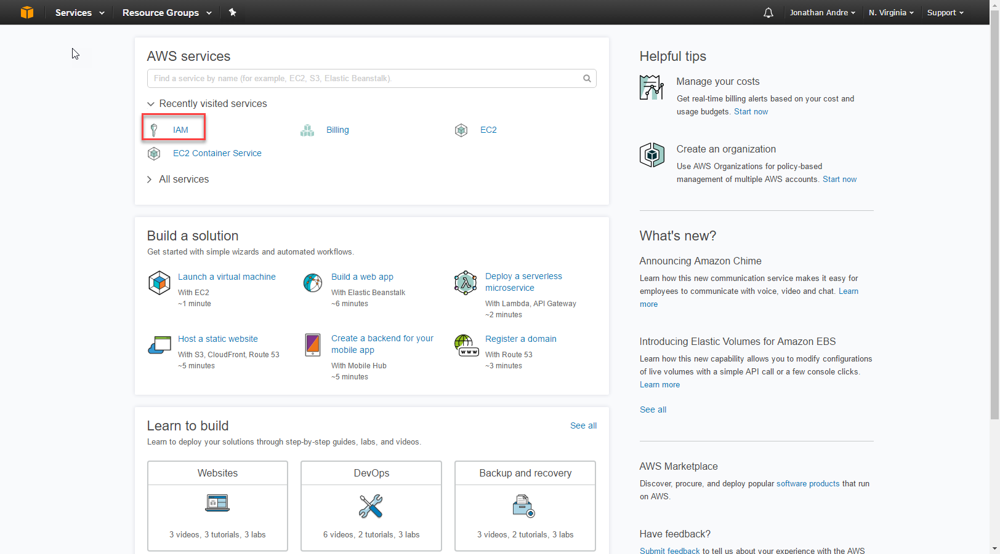 Services
Resource Groups
Jonathan Andre
N. Virginia
Support
AWS services
Find a service by name (for example, EC2, S3, Elastic Beanstalk).
Recently visited services
IAM
Billing
EC2
EC2 Container Service
All services
Build a solution
Get started with simple wizards and automated workflows.
Launch a virtual machine
With EC2
~1 minute
Build a web app
With Elastic Beanstalk
~6 minutes
Deploy a serverless
microservice
With Lambda, API Gateway
~2 minutes
Host a static website
With S3, CloudFront, Route 53
~5 minutes
Create a backend for your
mobile app
With Mobile Hub
~5 minutes
Register a domain
With Route 53
~3 minutes
www
Learn to build
See all
Learn to deploy your solutions through step-by-step guides, labs, and videos.
Websites
3 videos, 3 tutorials, 3 labs
DevOps
6 videos, 2 tutorials, 3 labs
Backup and recovery
3 videos, 2 tutorials, 3 labs
Helpful tips
Manage your costs
Get real-time billing alerts based on your cost and
usage budgets. Start now
Create an organization
Use AWS Organizations for policy-based
management of multiple AWS accounts. Start now
What's new?
Announcing Amazon Chime
Learn how this new communication service makes it easy for
employees to communicate with voice, video and chat. Learn
more
Introducing Elastic Volumes for Amazon EBS
Learn how this new capability allows you to modify configurations
of live volumes with a simple API call or a few console clicks.
Learn more
See all
AWS Marketplace
Discover, procure, and deploy popular software products that run
on AWS.
Have feedback?
Submit feedback to tell us about your experience with the AWS